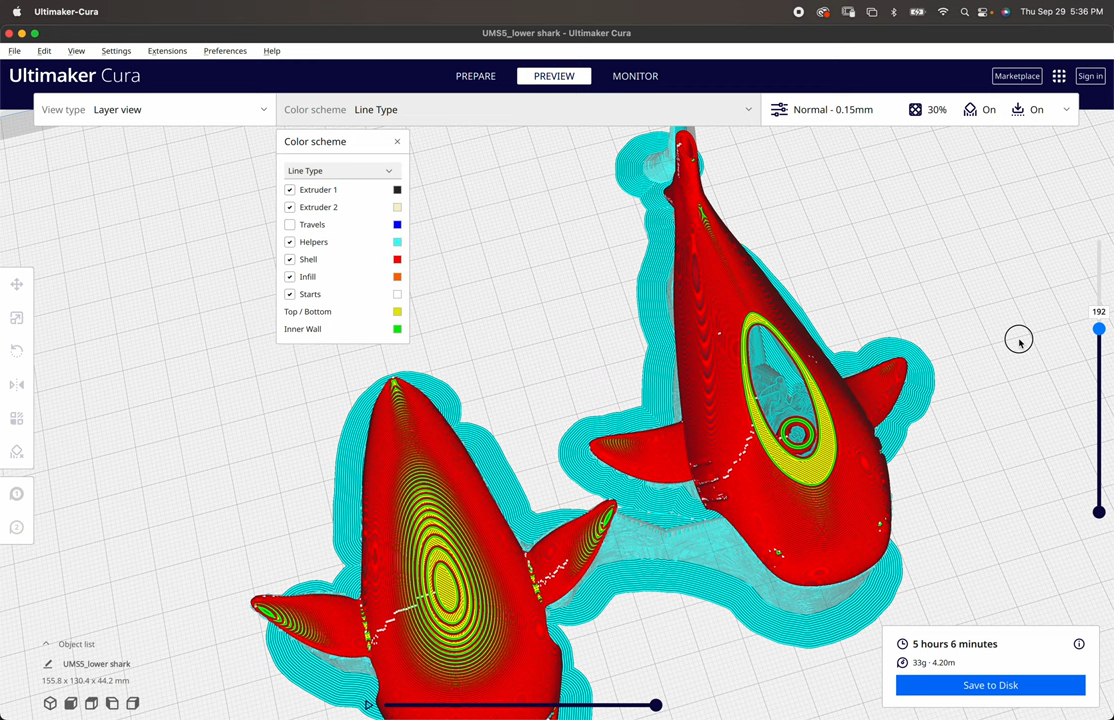 Ultimaker-Cura
Thu Sep 29 5:36 PM
UMS5_lower shark - Ultimaker Cura
File Edit View Settings Extensions Preferences Help
Ultimaker Cura
PREPARE PREVIEW MONITOR
Marketplace
Sign in
View type Layer view
Color scheme Line Type
Normal - 0.15mm
30%
On
On
Color scheme
Line Type
Extruder 1
Extruder 2
Travels
Helpers
Shell
Infill
Starts
Top / Bottom
Inner Wall
192
1
2
Object list
UMS5_lower shark
155.8 x 130.4 x 44.2 mm
5 hours 6 minutes
33g · 4.20m
Save to Disk